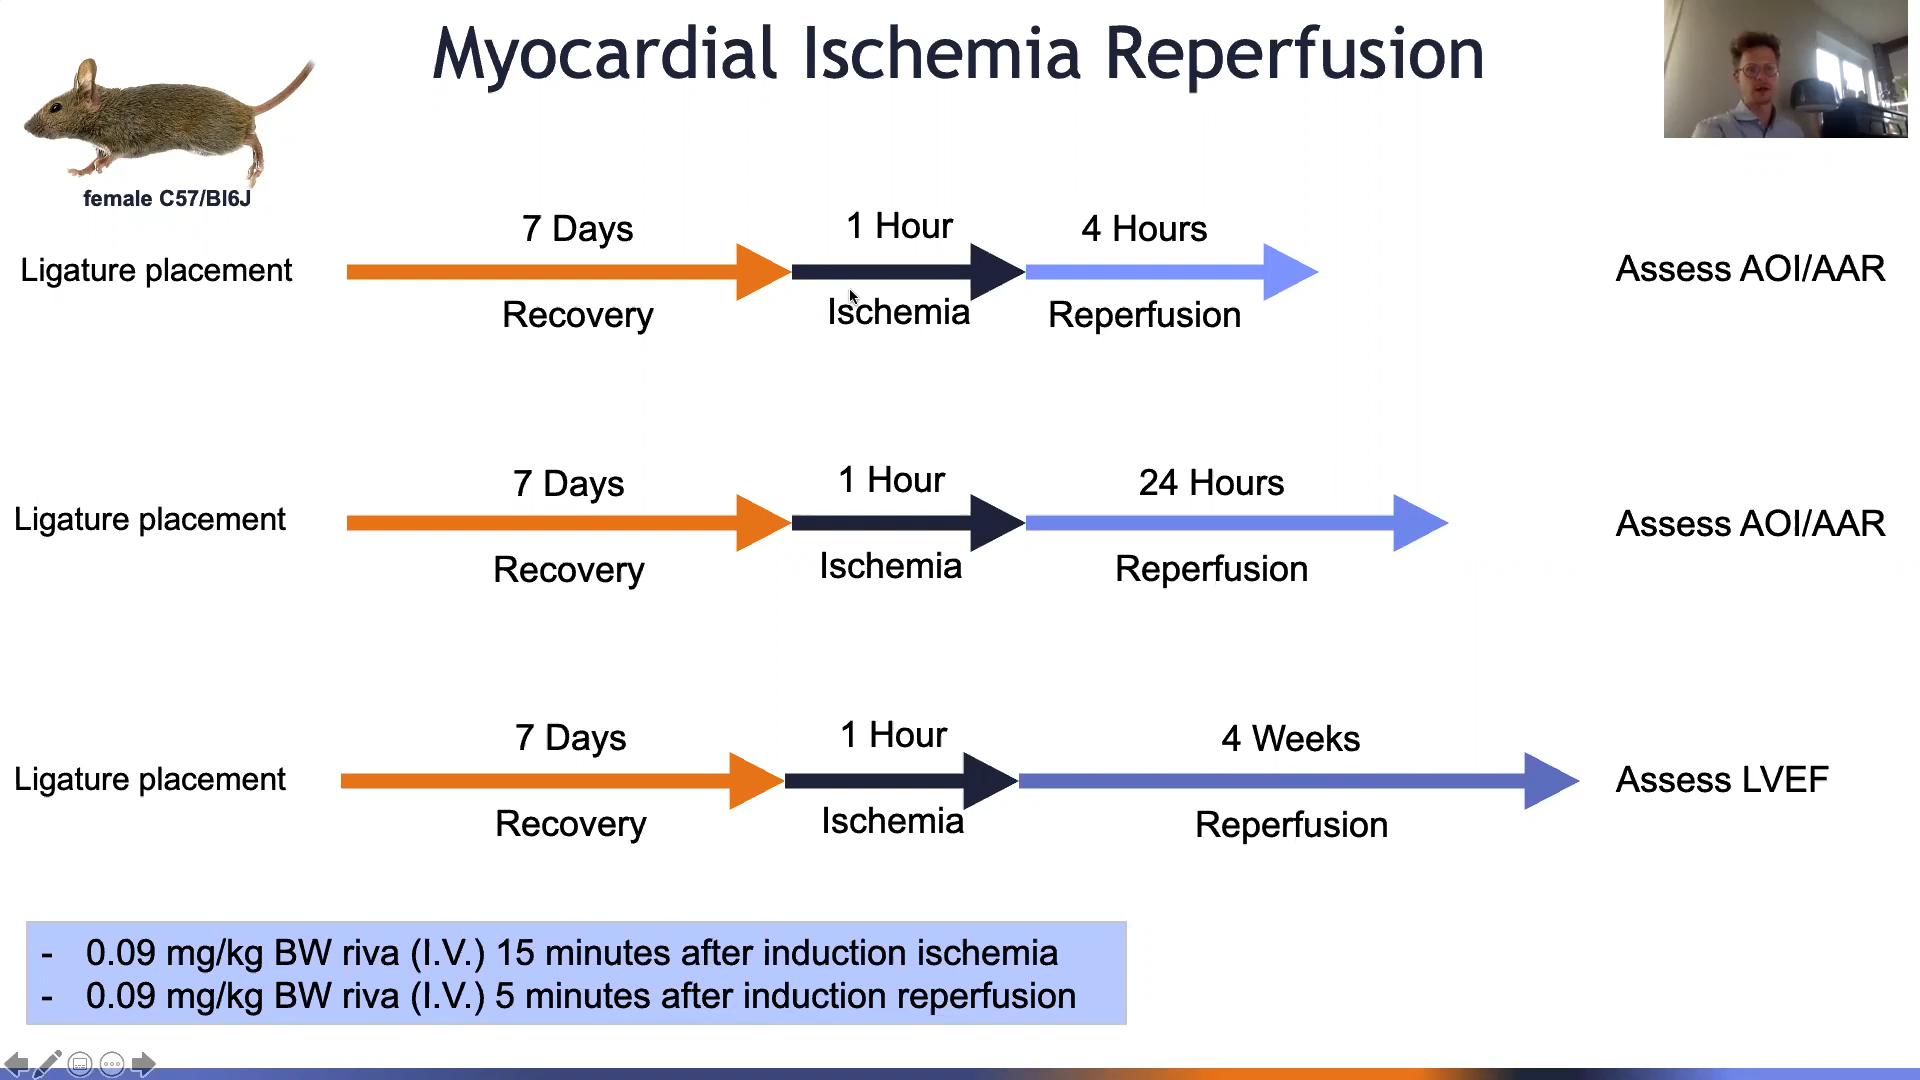 Myocardial Ischemia Reperfusion
female C57/Bl6J
7 Days
1 Hour
4 Hours
Ligature placement
Assess AOI/AAR
Recovery
Ischemia
Reperfusion
7 Days
1 Hour
24 Hours
Ligature placement
Assess AOI/AAR
Recovery
Ischemia
Reperfusion
7 Days
1 Hour
4 Weeks
Ligature placement
Assess LVEF
Recovery
Ischemia
Reperfusion
- 0.09 mg/kg BW riva (I.V.) 15 minutes after induction ischemia
- 0.09 mg/kg BW riva (I.V.) 5 minutes after induction reperfusion